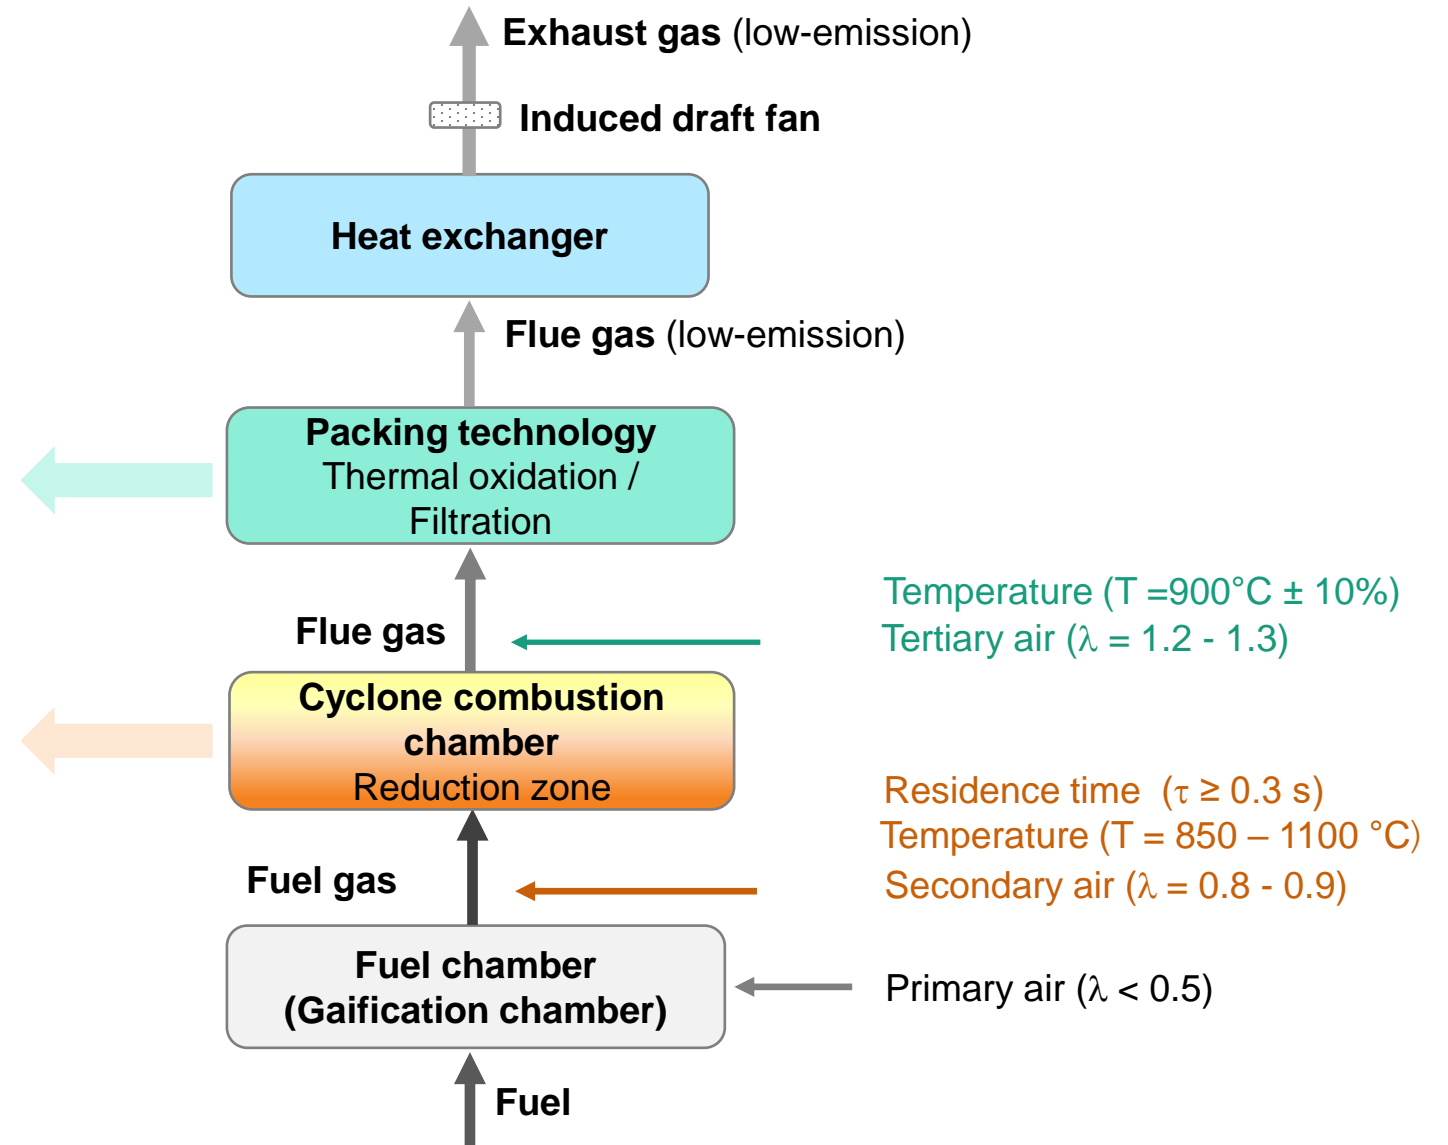 Exhaust gas (low-emission)
Induced draft fan
Heat exchanger
Flue gas (low-emission)
Packing technology
Thermal oxidation /
Filtration
Temperature (T =900°C ± 10%)
Tertiary air (λ = 1.2 - 1.3)
Flue gas
Cyclone combustion
chamber
Reduction zone
Residence time (τ ≥ 0.3 s)
Temperature (T = 850 – 1100 °C)
Secondary air (λ = 0.8 - 0.9)
Fuel gas
Fuel chamber
(Gaification chamber)
Primary air (λ < 0.5)
Fuel